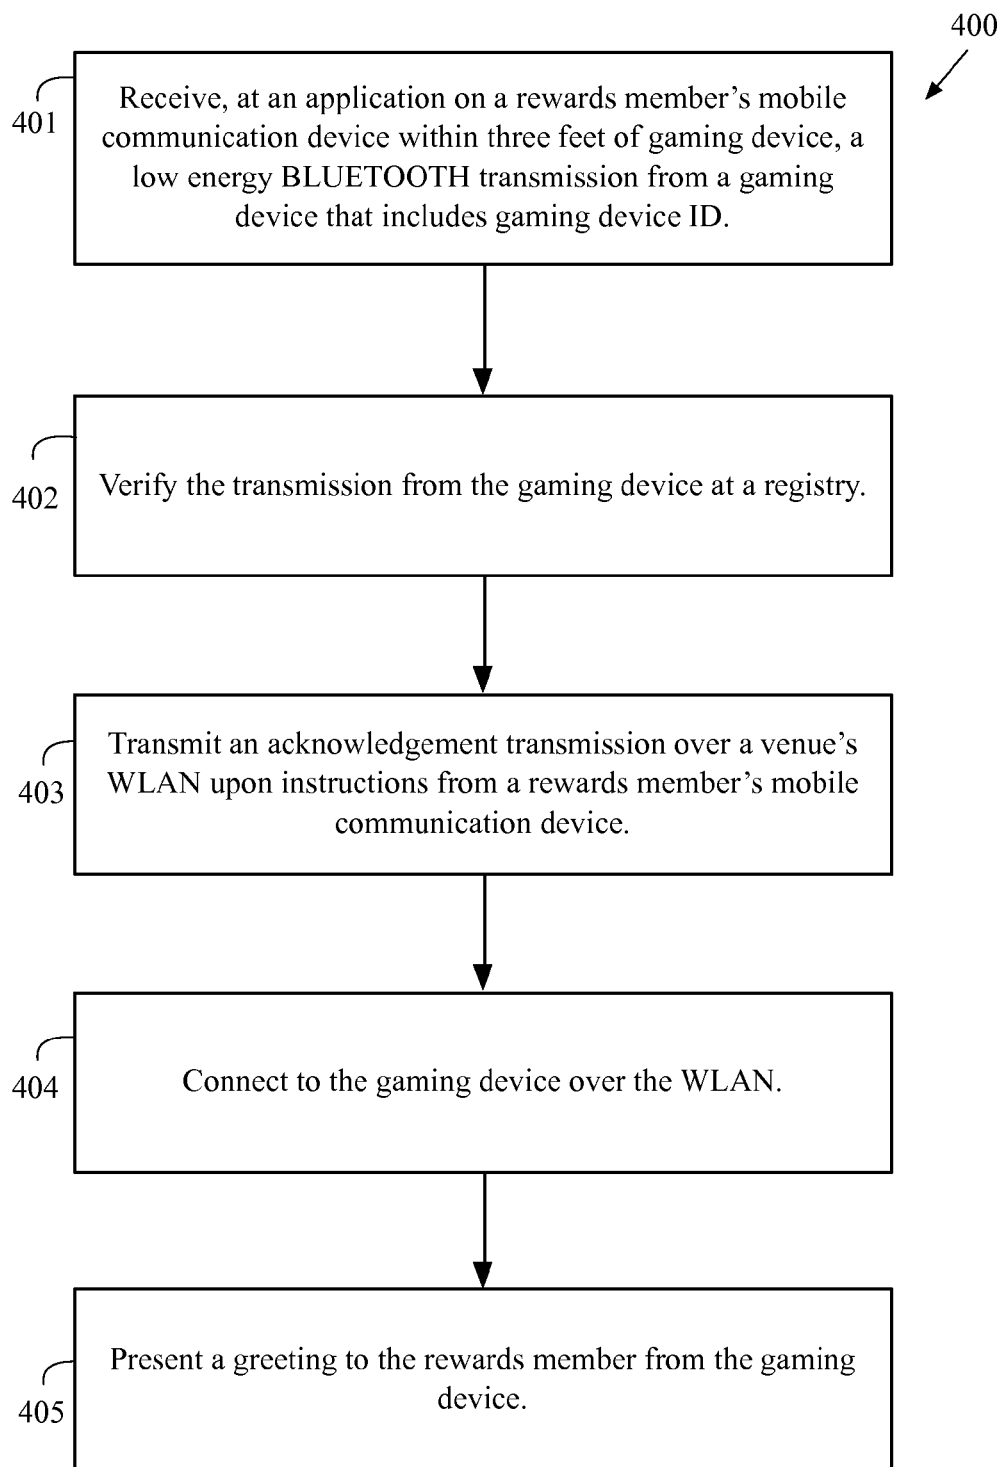 400
401
Receive, at an application on a rewards member's mobile
communication device within three feet of gaming device, a
low energy BLUETOOTH transmission from a gaming
device that includes gaming device ID.
402
Verify the transmission from the gaming device at a registry.
403
Transmit an acknowledgement transmission over a venue's
WLAN upon instructions from a rewards member's mobile
communication device.
404
Connect to the gaming device over the WLAN.
405
Present a greeting to the rewards member from the gaming
device.